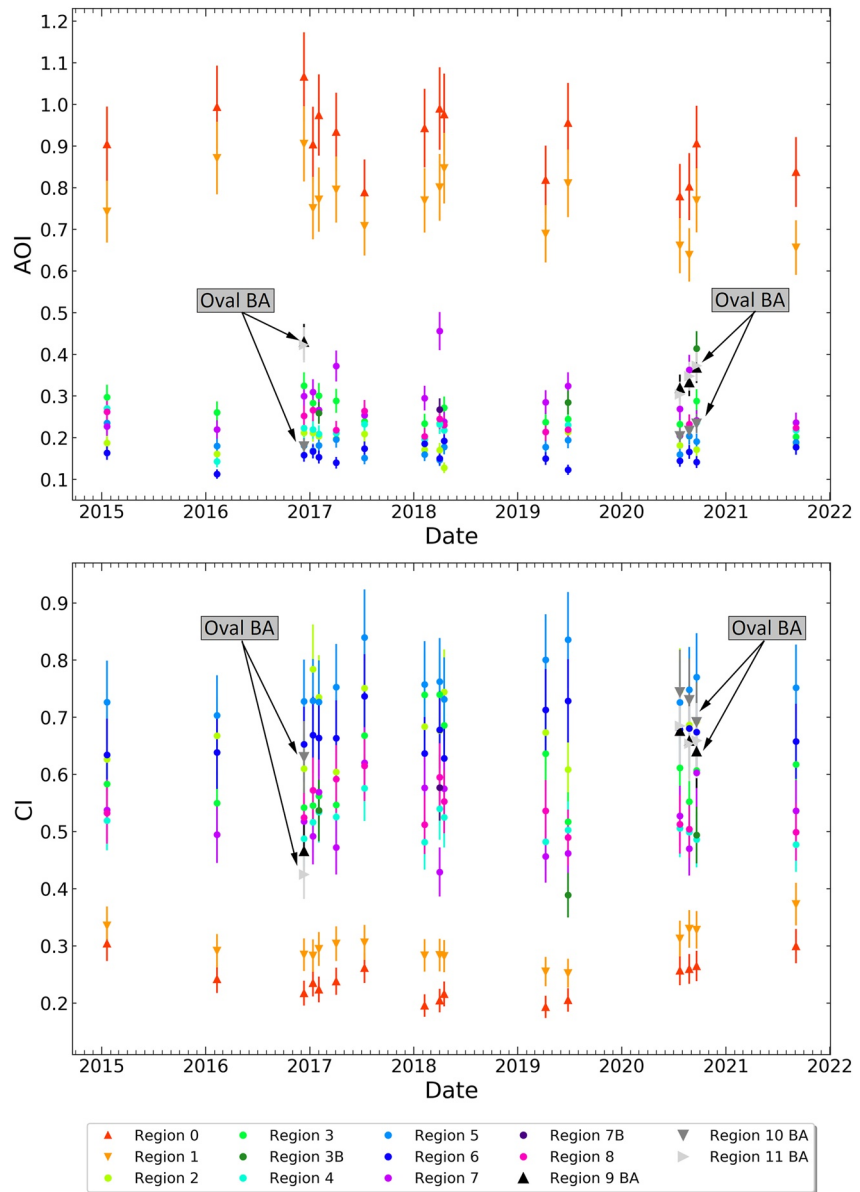 1.2
1.1
1.0
0.9
0.8
0.7
0.6
0.5
0.4
0.3
0.2
0.1
AOI
Oval BA
Oval BA
2015 2016 2017 2018 2019 2020 2021 2022
Date
0.9
0.8
0.7
0.6
0.5
0.4
0.3
0.2
CI
Oval BA
Oval BA
2015 2016 2017 2018 2019 2020 2021 2022
Date
Region 0 Region 3 Region 5 Region 7B Region 10 BA
Region 1 Region 3B Region 6 Region 8 Region 11 BA
Region 2 Region 4 Region 7 Region 9 BA